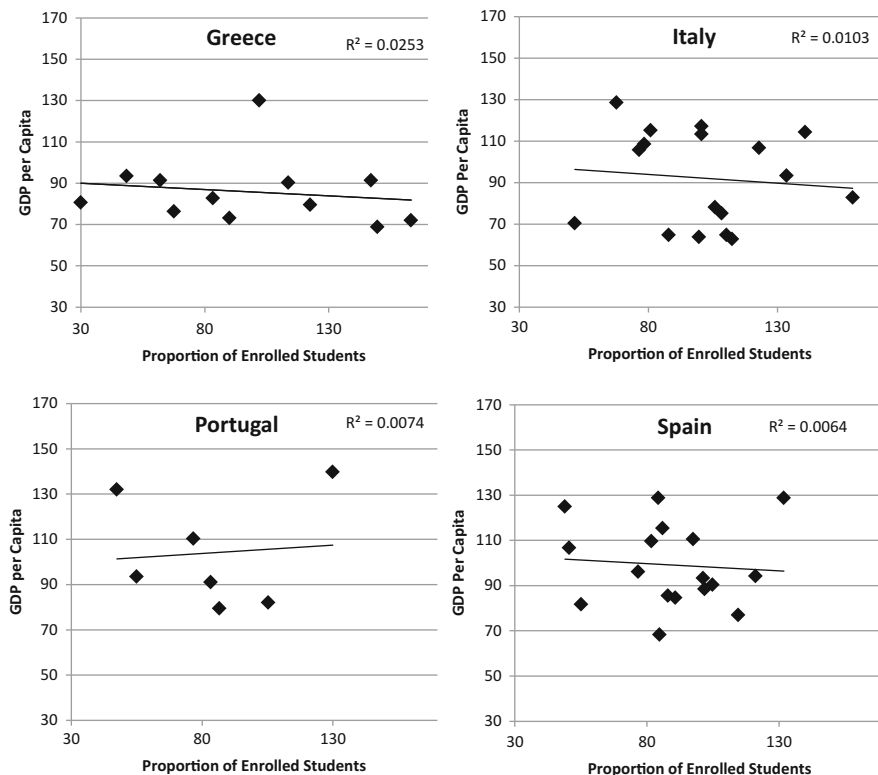 Greece
R² = 0.0253
GDP per Capita
170
150
130
110
90
70
50
30
30 80 130
Proportion of Enrolled Students
Italy
R² = 0.0103
GDP Per Capita
170
150
130
110
90
70
50
30
30 80 130
Proportion of Enrolled Students
Portugal
R² = 0.0074
GDP per Capita
170
150
130
110
90
70
50
30
30 80 130
Proportion of Enrolled Students
Spain
R² = 0.0064
GDP Per Capita
170
150
130
110
90
70
50
30
30 80 130
Proportion of Enrolled Students